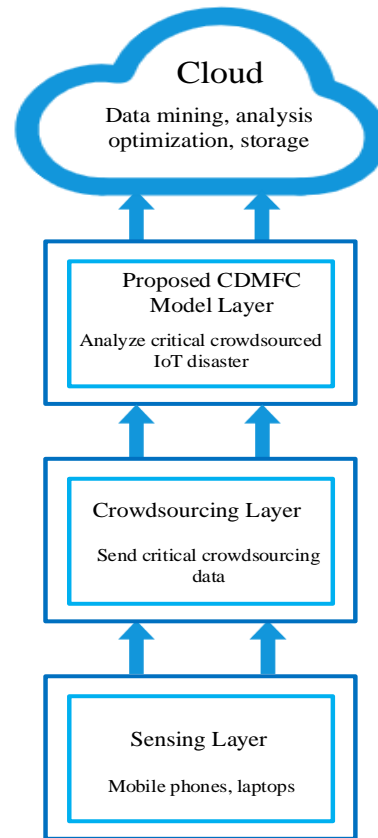 Cloud
Data mining, analysis
optimization, storage
Proposed CDMFC
Model Layer
Analyze critical crowdsourced
IoT disaster
Crowdsourcing Layer
Send critical crowdsourcing
data
Sensing Layer
Mobile phones, laptops